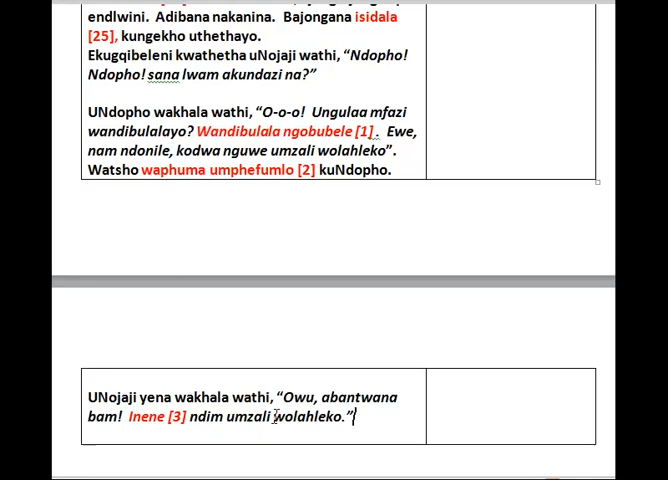 endlwini.  Adibana nakanina.  Bajongana isidala
[25], kungekho uthethayo.
Ekugqibeleni kwathetha uNojaji wathi, “Ndopho!
Ndopho! sana lwam akundazi na?”
UNdopho wakhala wathi, “O-o-o!  Ungulaa mfazi
wandibulalayo? Wandibulala ngobubele [1] .  Ewe,
nam ndonile, kodwa nguwe umzali wolahleko”.
Watsho waphuma umphefumlo [2] kuNdopho.
UNojaji yena wakhala wathi, “Owu, abantwana
bam!  Inene [3] ndim umzali wolahleko.”